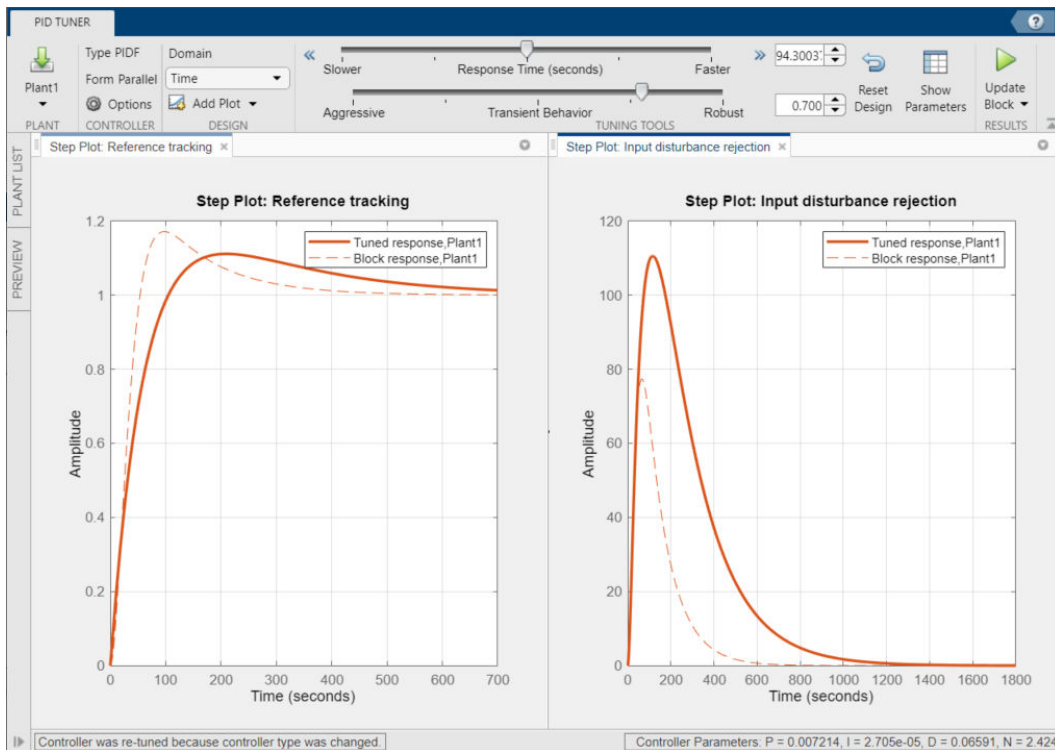 PID TUNER
?
Plant1
PLANT
Type PIDF
Form Parallel
Options
CONTROLLER
Domain
Time
Add Plot
DESIGN
Slower
Response Time (seconds)
Faster
94.3003
Aggressive
Transient Behavior
Robust
0.700
TUNING TOOLS
Reset
Design
Show
Parameters
Update
Block
RESULTS
PLANT LIST
PREVIEW
Step Plot: Reference tracking
Step Plot: Reference tracking
Tuned response,Plant1
Block response,Plant1
Amplitude
1.2
1
0.8
0.6
0.4
0.2
0
0 100 200 300 400 500 600 700
Time (seconds)
Step Plot: Input disturbance rejection
Step Plot: Input disturbance rejection
Tuned response,Plant1
Block response,Plant1
Amplitude
120
100
80
60
40
20
0
0 200 400 600 800 1000 1200 1400 1600 1800
Time (seconds)
Controller was re-tuned because controller type was changed.
Controller Parameters: P = 0.007214, I = 2.705e-05, D = 0.06591, N = 2.424